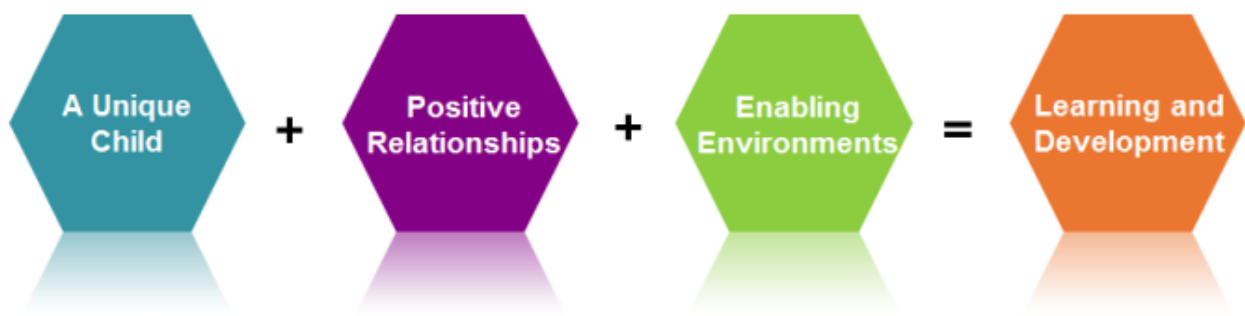 A Unique
Child
+
Positive
Relationships
+
Enabling
Environments
=
Learning and
Development